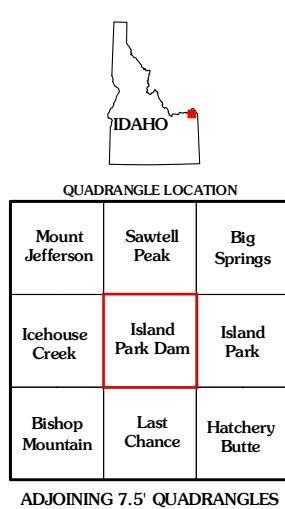 IDAHO
QUADRANGLE LOCATION
Mount
Jefferson
Sawtell
Peak
Big
Springs
Icehouse
Creek
Island
Park Dam
Island
Park
Bishop
Mountain
Last
Chance
Hatchery
Butte
ADJOINING 7.5' QUADRANGLES